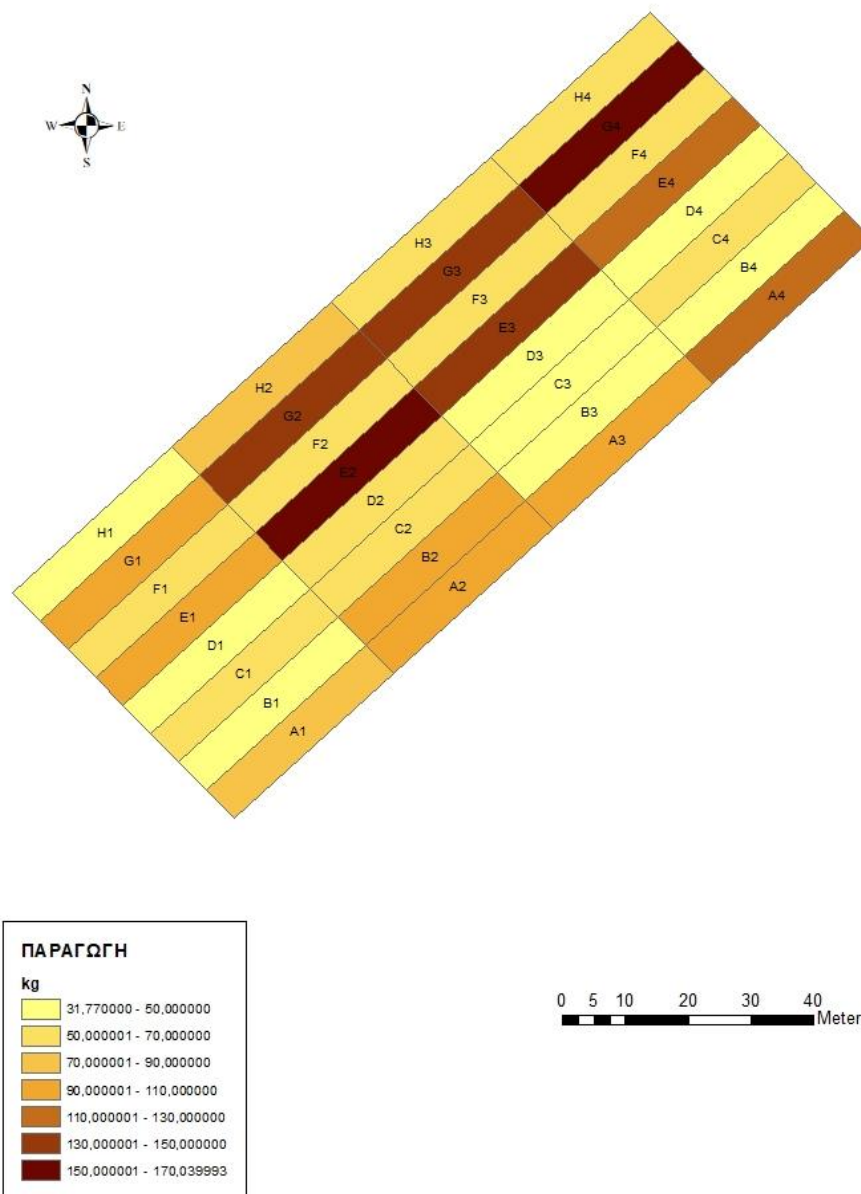 N
W E
S
H4
G4
F4
E4
D4
C4
B4
A4
H3
G3
F3
E3
D3
C3
B3
A3
H2
G2
F2
E2
D2
C2
B2
A2
H1
G1
F1
E1
D1
C1
B1
A1
ΠΑΡΑΓΩΓΗ
kg
31,770000 - 50,000000
50,000001 - 70,000000
70,000001 - 90,000000
90,000001 - 110,000000
110,000001 - 130,000000
130,000001 - 150,000000
150,000001 - 170,039993
0 5 10 20 30 40
Meter